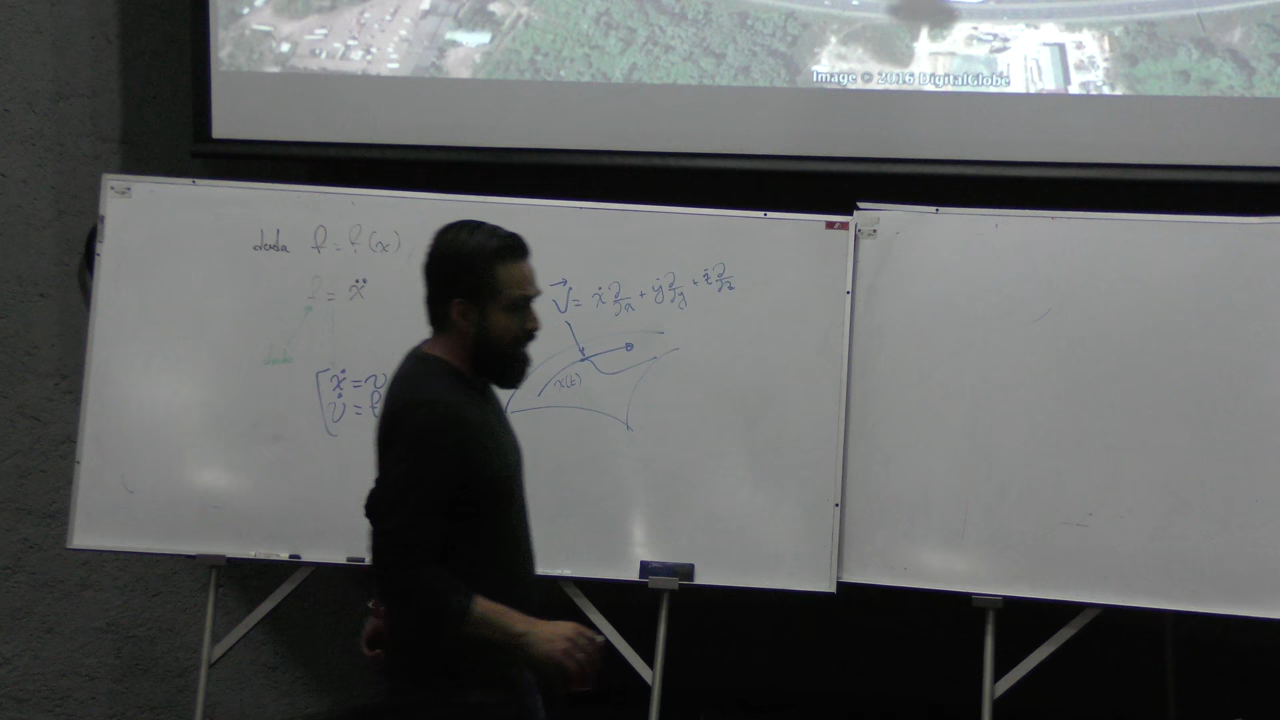 Image © 2016 DigitalGlobe
dada f = f(x)
f = ẍ
ẋ = v
v̇ = f
V⃗ = ẋ ∂/∂x + ẏ ∂/∂y + ż ∂/∂z
x(t)